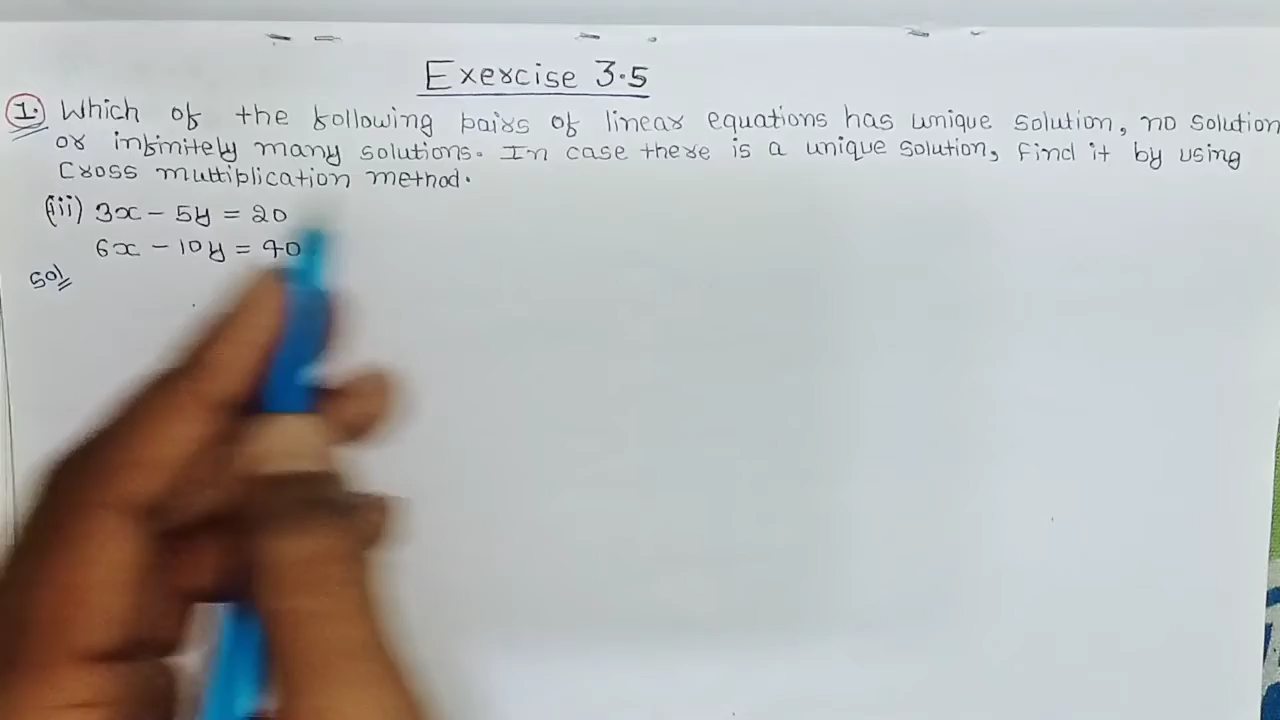 Exercise 3.5
1. Which of the following pairs of linear equations has unique solution, no solution
or infinitely many solutions. In case there is a unique solution, find it by using
Cross multiplication method.
(iii) 3x - 5y = 20
6x - 10y = 40
Sol